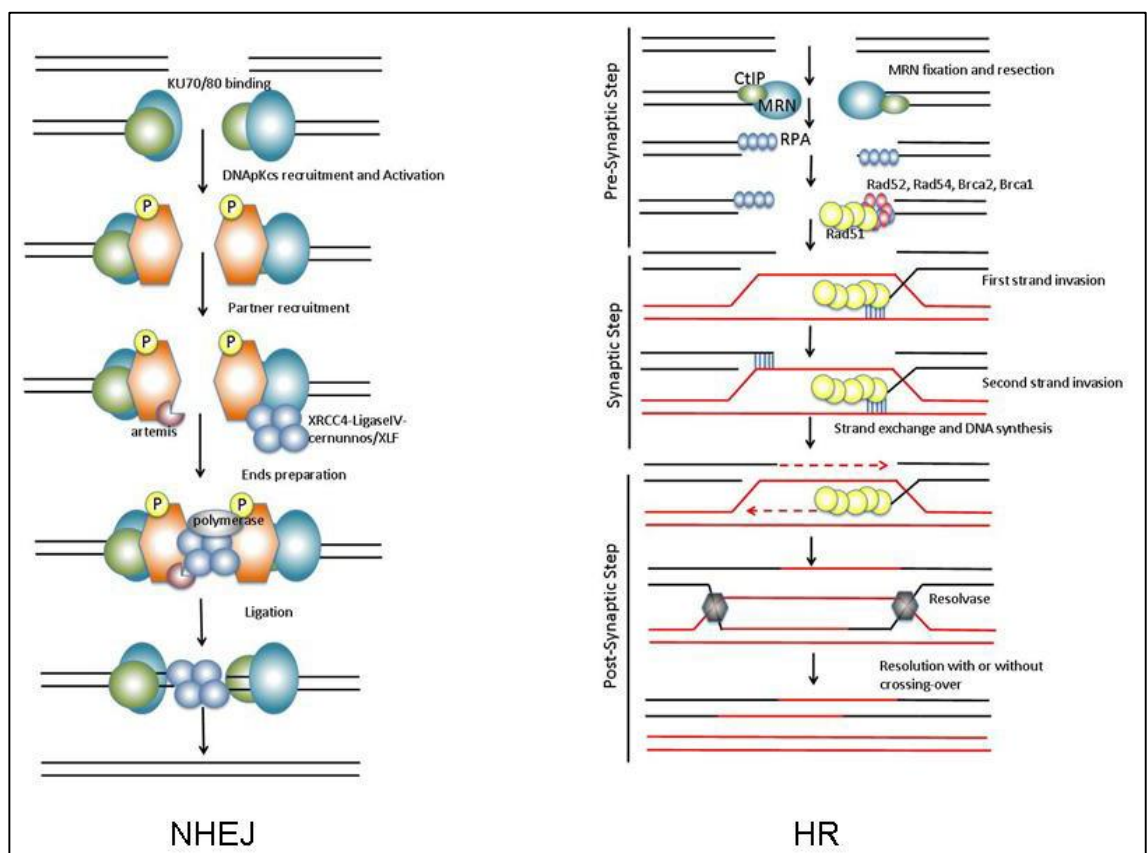 KU70/80 binding
DNApKcs recruitment and Activation
P
P
Partner recruitment
P
P
artemis
XRCC4-LigaseIV-
cernunnos/XLF
Ends preparation
P
P
polymerase
Ligation
NHEJ
Pre-Synaptic Step
MRN fixation and resection
CtIP
MRN
RPA
Rad52, Rad54, Brca2, Brca1
Rad51
Synaptic Step
First strand invasion
Second strand invasion
Strand exchange and DNA synthesis
Post-Synaptic Step
Resolvase
Resolution with or without
crossing-over
HR